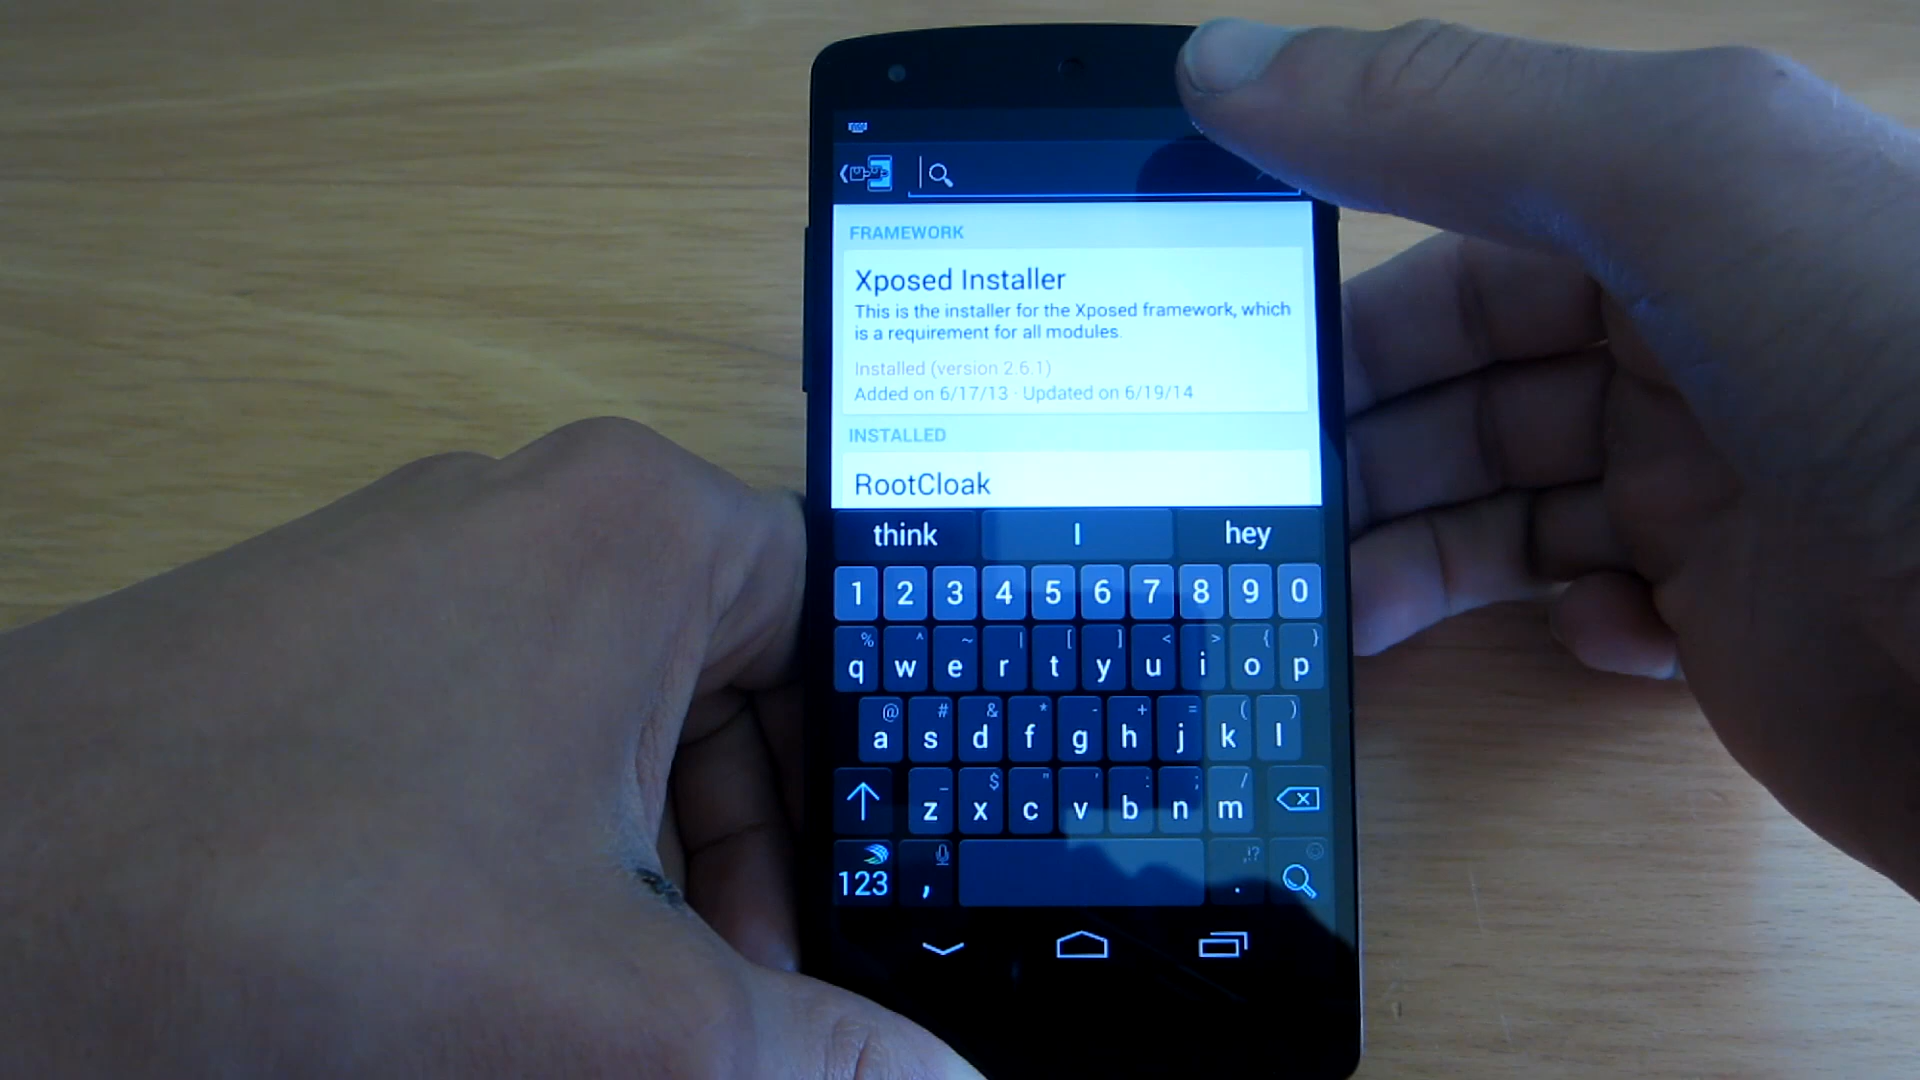 FRAMEWORK
Xposed Installer
This is the installer for the Xposed framework, which
is a requirement for all modules.
Installed (version 2.6.1)
Added on 6/17/13 · Updated on 6/19/14
INSTALLED
RootCloak
think I hey
1 2 3 4 5 6 7 8 9 0
% ^ ~ | [ ] < > { }
q w e r t y u i o p
@ # & * - + = ( )
a s d f g h j k l
_ $ " ' : ; /
z x c v b n m
123 , .